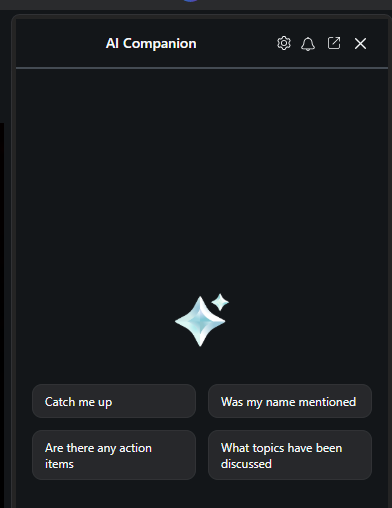 AI Companion
Catch me up
Was my name mentioned
Are there any action
items
What topics have been
discussed